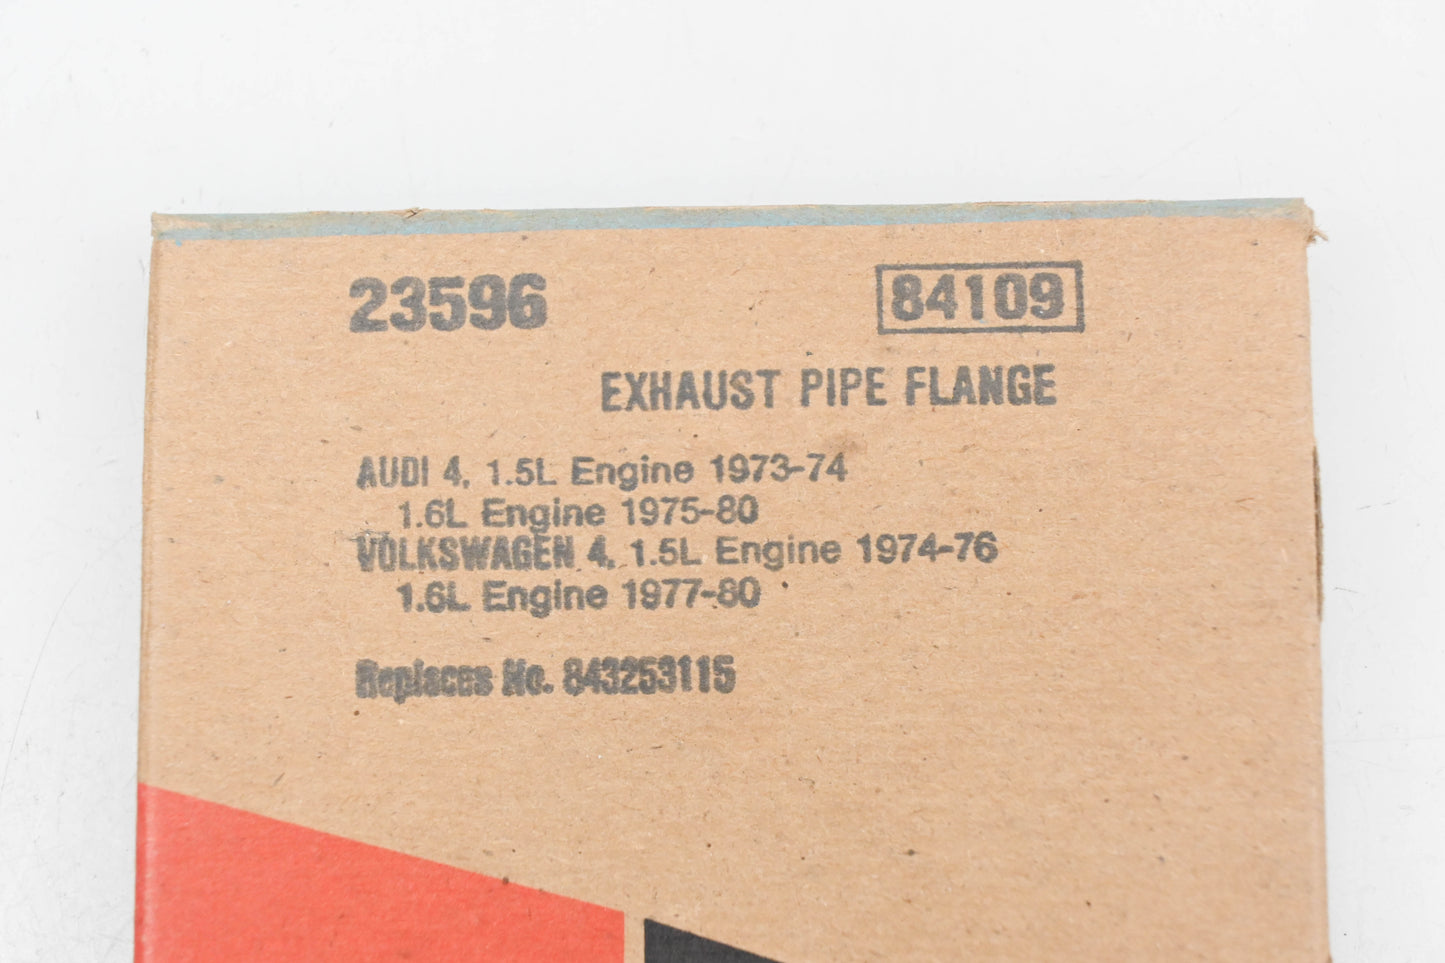 23596 84109
EXHAUST PIPE FLANGE
AUDI 4, 1.5L Engine 1973-74
1.6L Engine 1975-80
VOLKSWAGEN 4, 1.5L Engine 1974-76
1.6L Engine 1977-80
Replaces No. 843253115